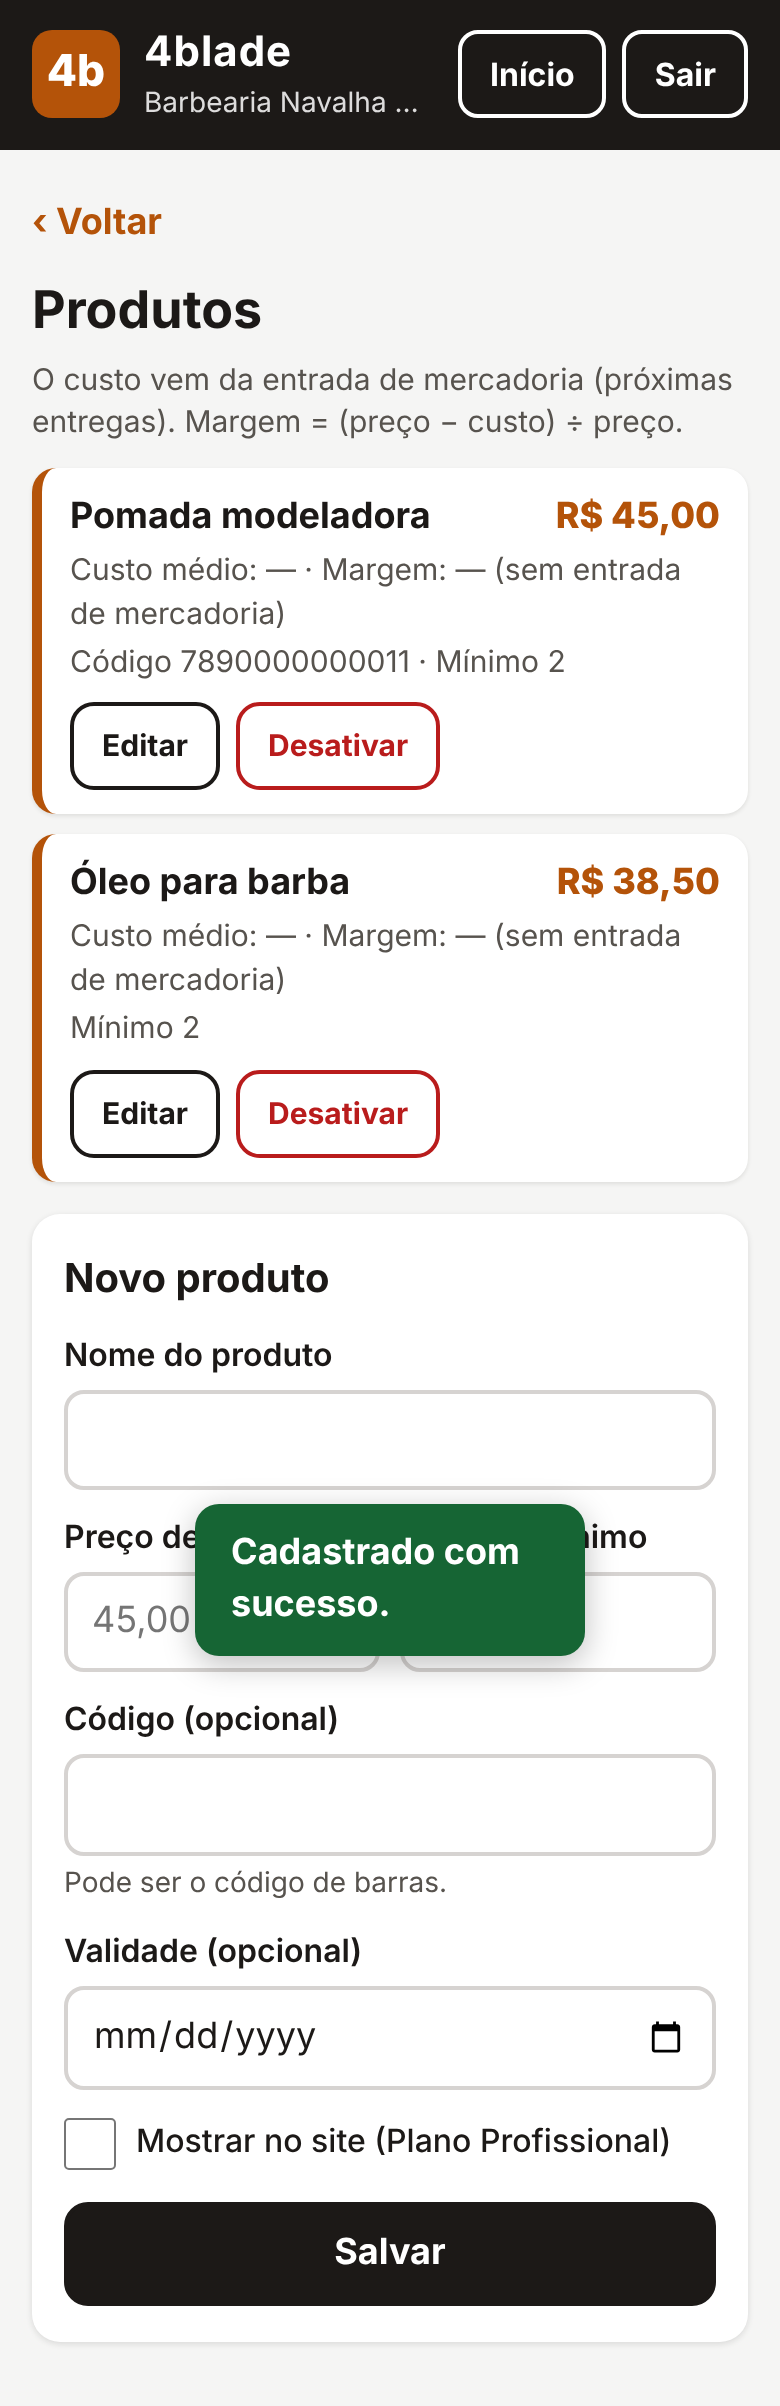 4b
4blade
Barbearia Navalha ...
Início
Sair
‹ Voltar
Produtos
O custo vem da entrada de mercadoria (próximas
entregas). Margem = (preço − custo) ÷ preço.
Pomada modeladora
R$ 45,00
Custo médio: — · Margem: — (sem entrada
de mercadoria)
Código 7890000000011 · Mínimo 2
Editar
Desativar
Óleo para barba
R$ 38,50
Custo médio: — · Margem: — (sem entrada
de mercadoria)
Mínimo 2
Editar
Desativar
Novo produto
Nome do produto
Preço de
Cadastrado com
sucesso.
45,00
Código (opcional)
Pode ser o código de barras.
Validade (opcional)
mm/dd/yyyy
Mostrar no site (Plano Profissional)
Salvar